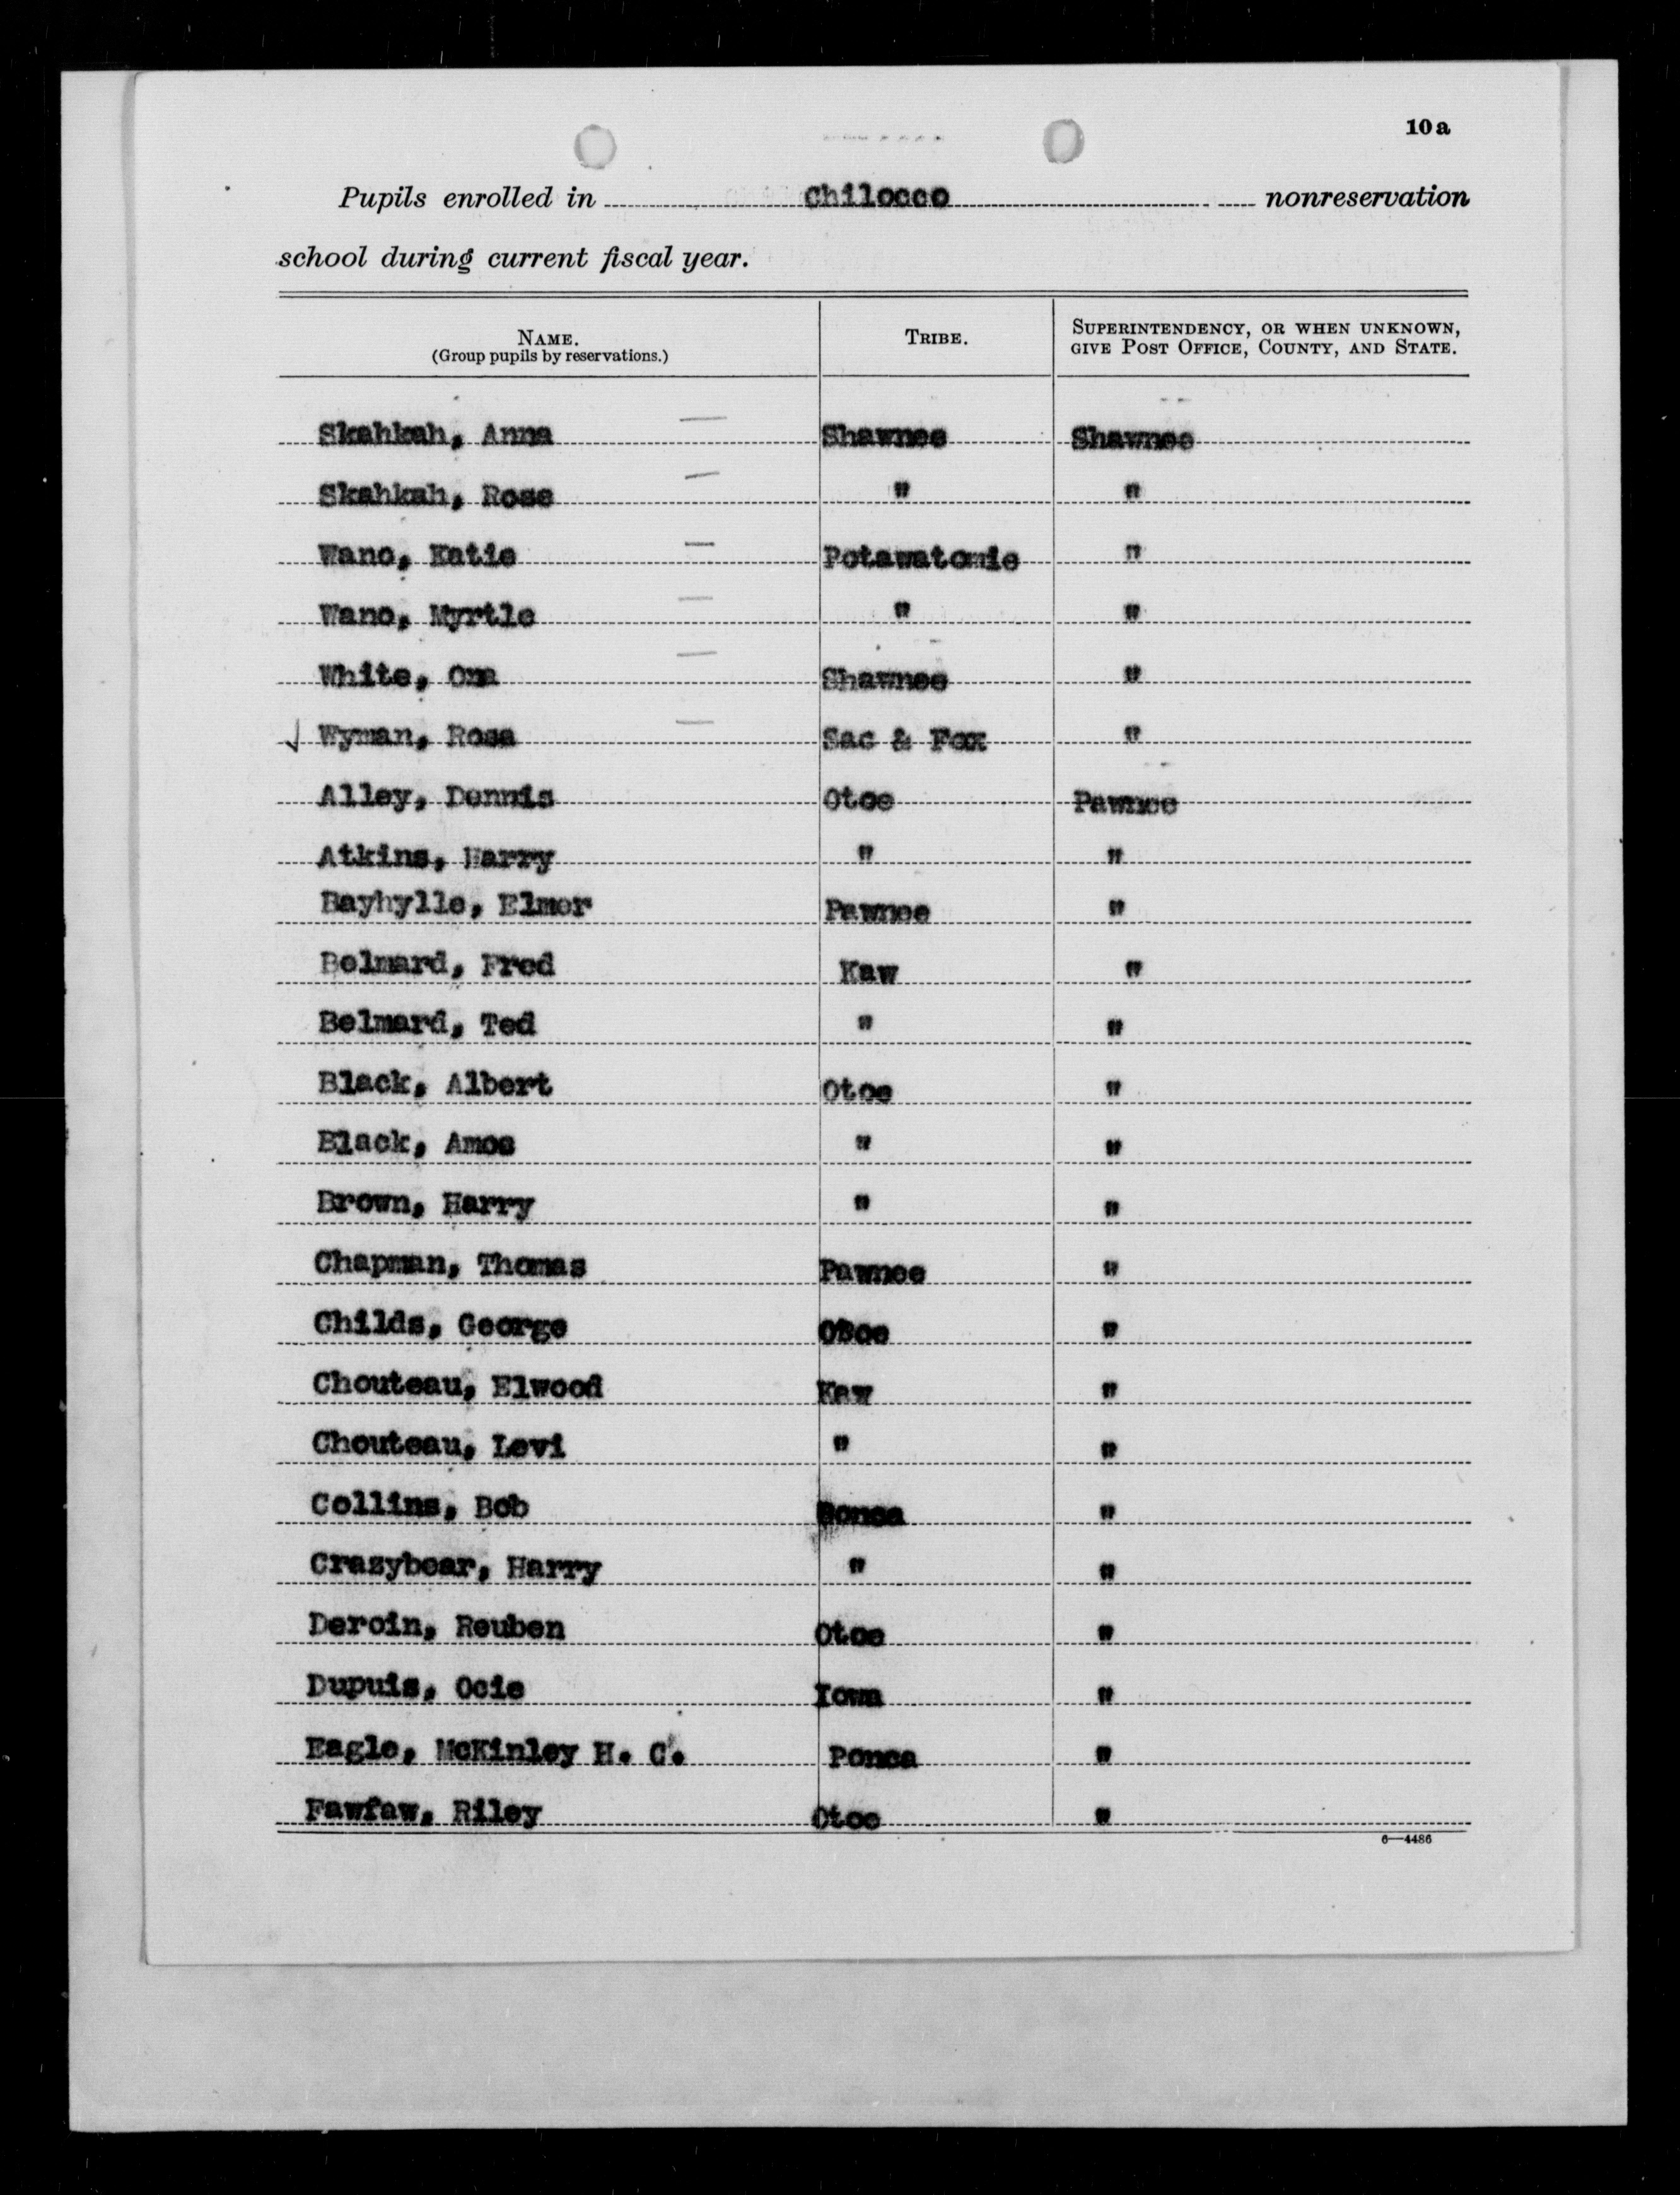 10a
Pupils enrolled in Chilocco nonreservation
school during current fiscal year.
NAME. TRIBE. SUPERINTENDENCY, OR WHEN UNKNOWN,
(Group pupils by reservations.) GIVE POST OFFICE, COUNTY, AND STATE.
Skahkah, Anna Shawnee Shawnee
Skahkah, Rose " "
Wano, Katie Potawatomie "
Wano, Myrtle " "
White, Oma Shawnee "
√ Wyman, Rosa Sac & Fox "
Alley, Dennis Otoe Pawnee
Atkins, Harry " "
Bayhylle, Elmer Pawnee "
Belmard, Fred Kaw "
Belmard, Ted " "
Black, Albert Otoe "
Black, Amos " "
Brown, Harry " "
Chapman, Thomas Pawnee "
Childs, George Otoe "
Chouteau, Elwood Kaw "
Chouteau, Levi " "
Collins, Bob Ponca "
Crazybear, Harry " "
Deroin, Reuben Otoe "
Dupuis, Ocie Iowa "
Eagle, McKinley H. C. Ponca "
Fawfaw, Riley Otoe "
6—4486